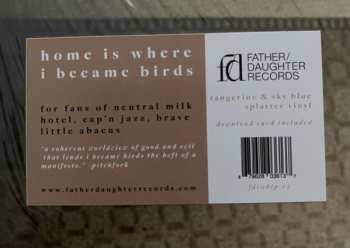 home is where
i became birds
for fans of neutral milk
hotel, cap'n jazz, brave
little abacus
"a coherent worldview of good and evil
that lends i became birds the heft of a
manifesto." -pitchfork
www.fatherdaughterrecords.com
fd
FATHER/
DAUGHTER
RECORDS
tangerine & sky blue
splatter vinyl
download card included